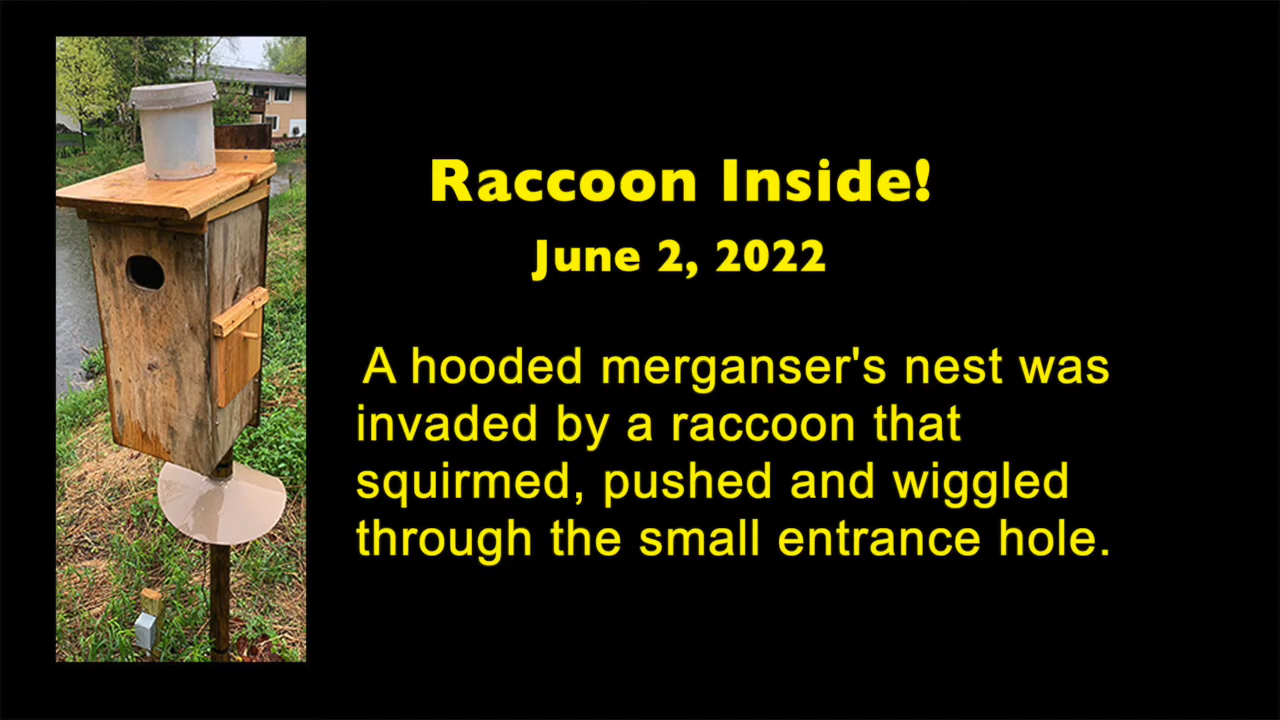 Raccoon Inside!
June 2, 2022
A hooded merganser's nest was
invaded by a raccoon that
squirmed, pushed and wiggled
through the small entrance hole.